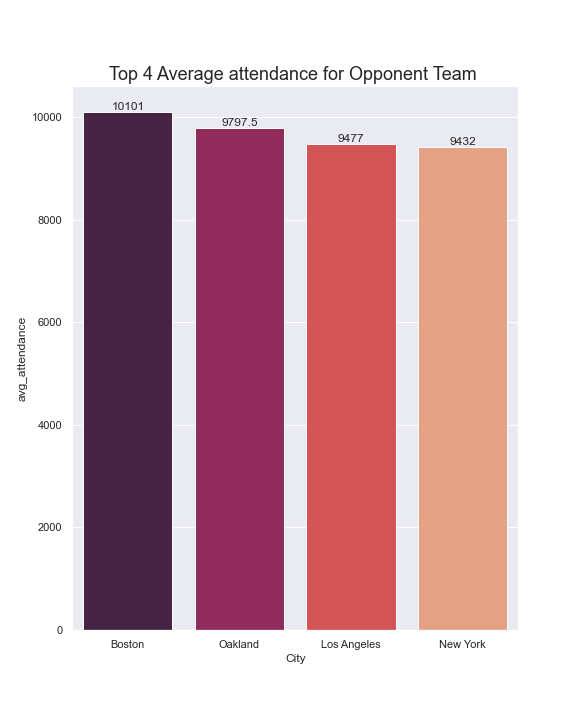 Top 4 Average attendance for Opponent Team
10101
9797.5
9477
9432
10000
8000
6000
4000
2000
0
avg_attendance
Boston
Oakland
Los Angeles
New York
City